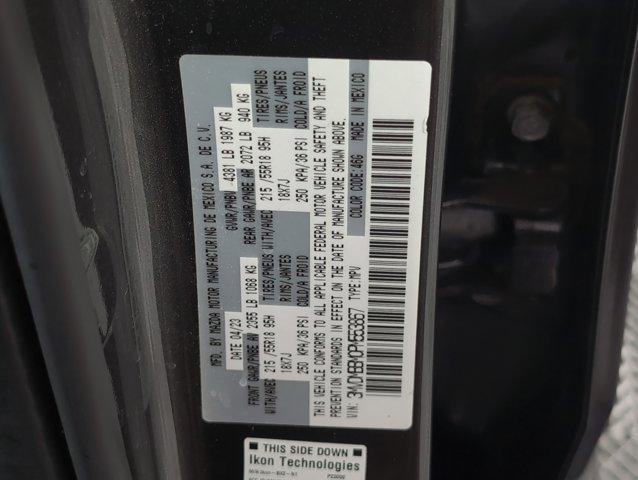 MFD. BY MAZDA MOTOR MANUFACTURING DE MEXICO S.A. DE C.V.
DATE 04/23 GVWR/PNBV 4381 LB 1987 KG
FRONT GAWR/PNBE AV 2355 LB 1068 KG REAR GAWR/PNBE AR 2072 LB 940 KG
WITH/AVEC 215/55R18 95H TIRES/PNEUS WITH/AVEC 215/55R18 95H TIRES/PNEUS
18X7J RIMS/JANTES 18X7J RIMS/JANTES
250 KPA/36 PSI COLD/A FROID 250 KPA/36 PSI COLD/A FROID
THIS VEHICLE CONFORMS TO ALL APPLICABLE FEDERAL MOTOR VEHICLE SAFETY AND THEFT
PREVENTION STANDARDS IN EFFECT ON THE DATE OF MANUFACTURE SHOWN ABOVE.
VIN: TYPE:MPV COLOR CODE:46G MADE IN MEXICO
THIS SIDE DOWN
Ikon Technologies